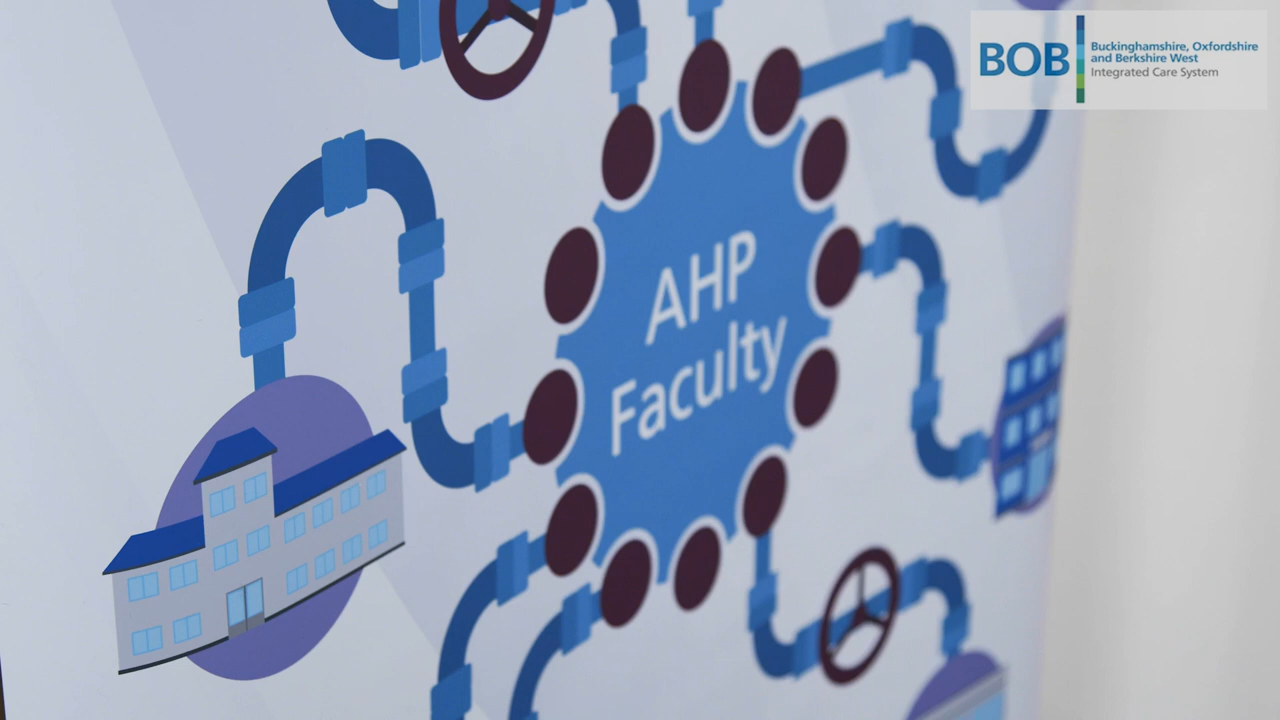 BOB
Buckinghamshire, Oxfordshire
and Berkshire West
Integrated Care System
AHP
Faculty